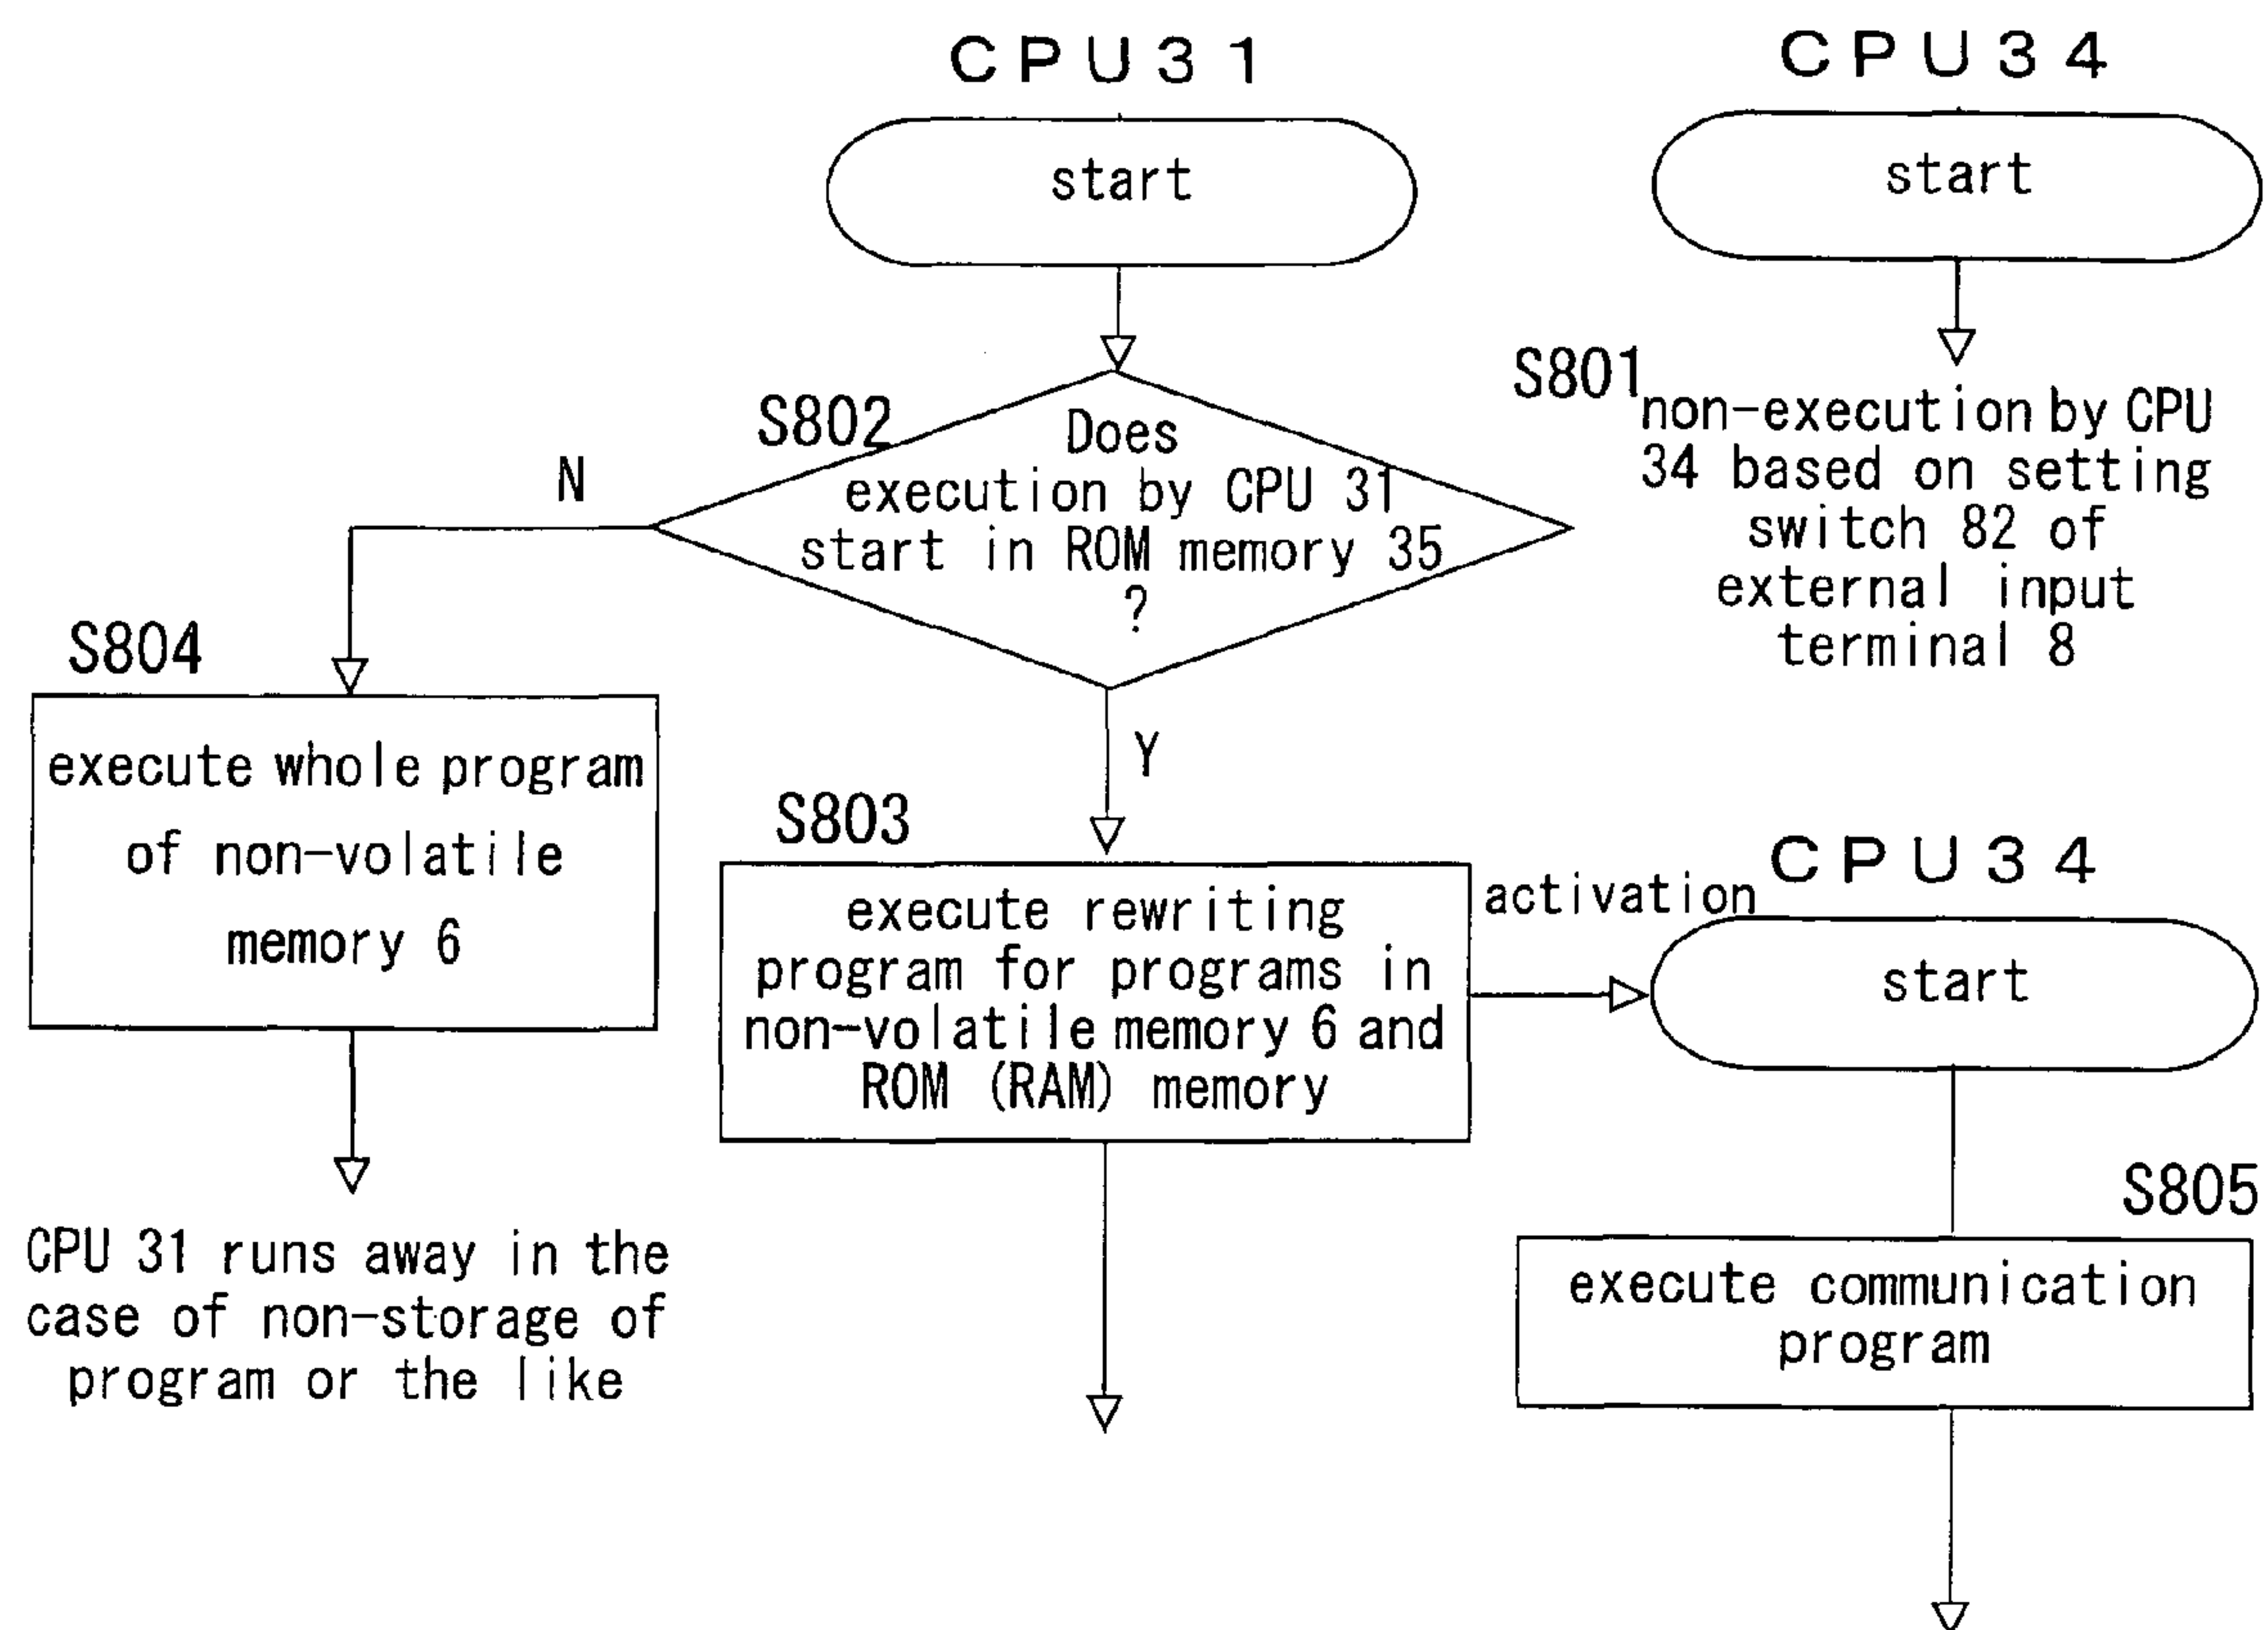 CPU31
CPU34
start
start
S801
non-execution by CPU
34 based on setting
switch 82 of
external input
terminal 8
S802
Does
execution by CPU 31
start in ROM memory 35
?
N
Y
S804
execute whole program
of non-volatile
memory 6
CPU 31 runs away in the
case of non-storage of
program or the like
S803
execute rewriting
program for programs in
non-volatile memory 6 and
ROM (RAM) memory
activation
CPU34
start
S805
execute communication
program